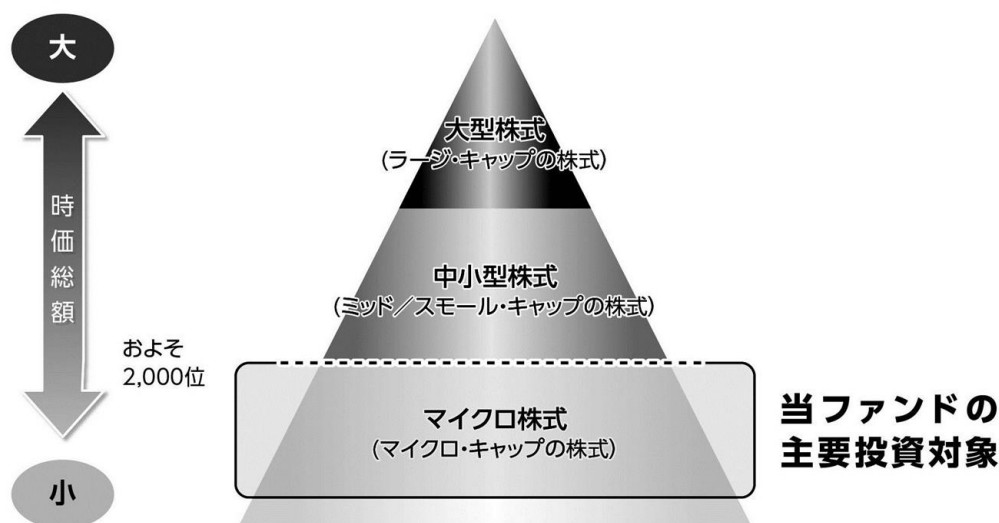 大
時価総額
小
およそ
2,000位
大型株式
(ラージ・キャップの株式)
中小型株式
(ミッド／スモール・キャップの株式)
マイクロ株式
(マイクロ・キャップの株式)
当ファンドの
主要投資対象